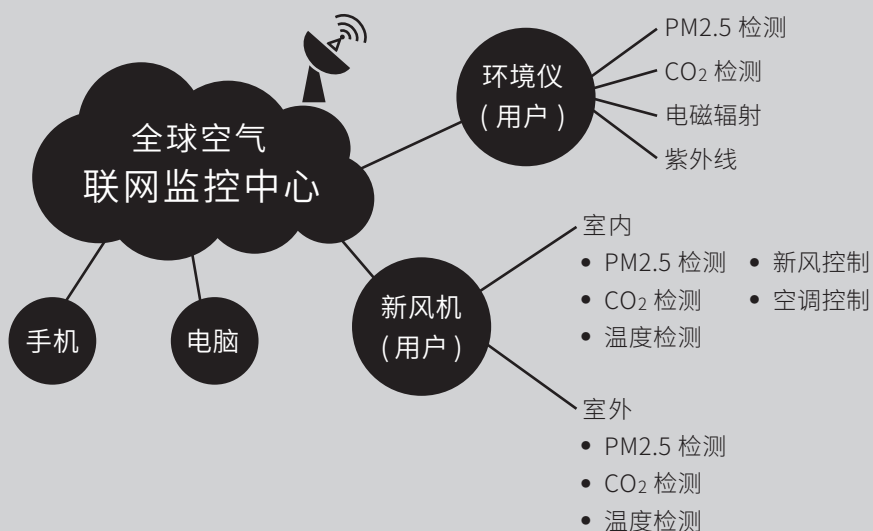 全球空气
联网监控中心
手机
电脑
环境仪
(用户)
PM2.5 检测
CO₂ 检测
电磁辐射
紫外线
新风机
(用户)
室内
• PM2.5 检测 • 新风控制
• CO₂ 检测 • 空调控制
• 温度检测
室外
• PM2.5 检测
• CO₂ 检测
• 温度检测